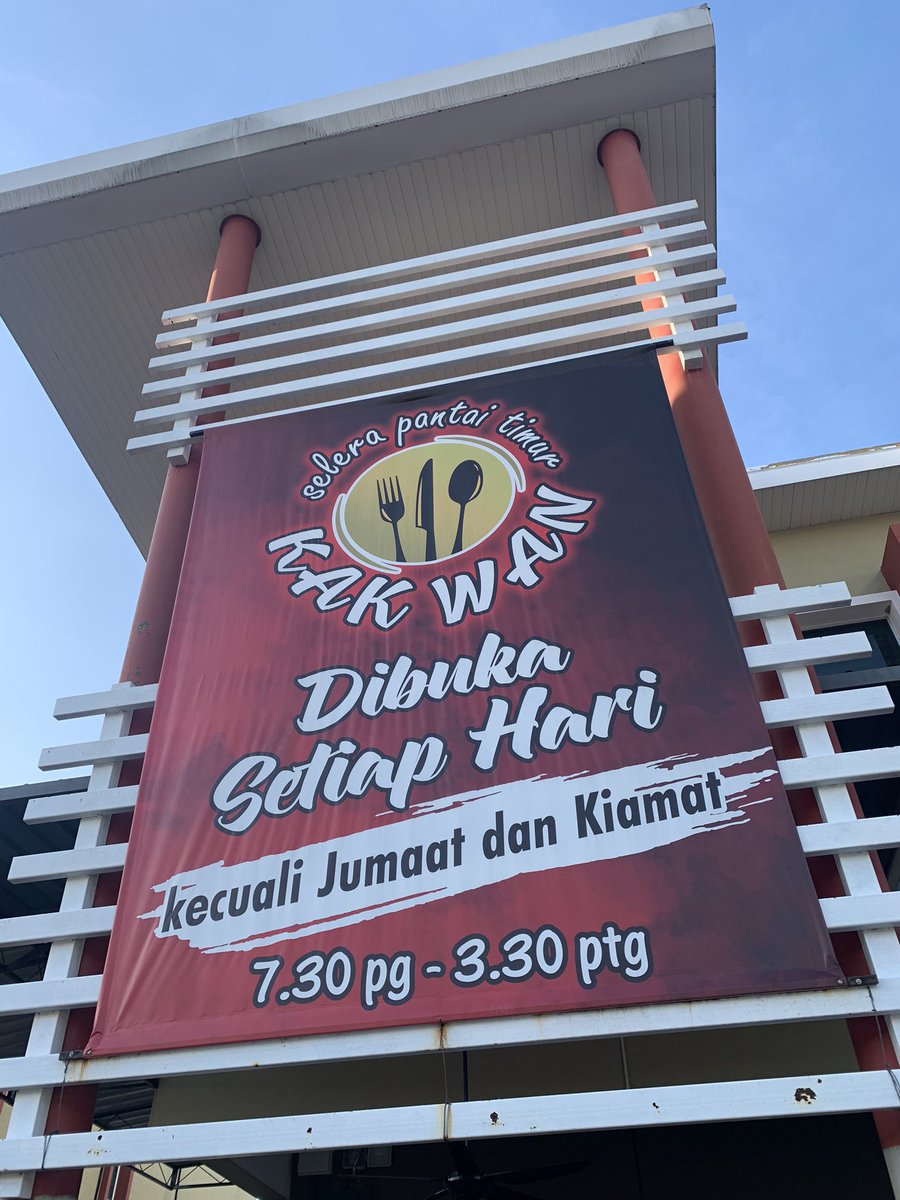 selera pantai timur
KAK WAN
Dibuka
Setiap Hari
kecuali Jumaat dan Kiamat
7.30 pg - 3.30 ptg